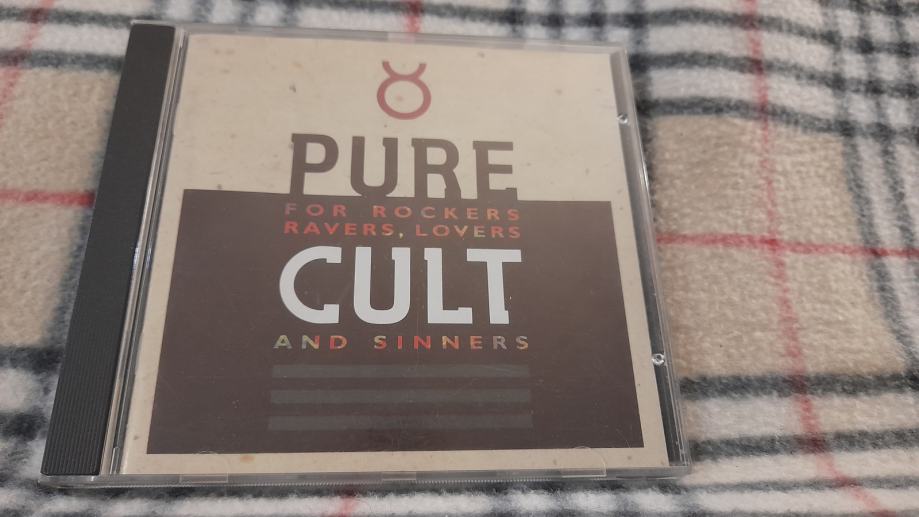 PURE
FOR ROCKERS
RAVERS, LOVERS
CULT
AND SINNERS